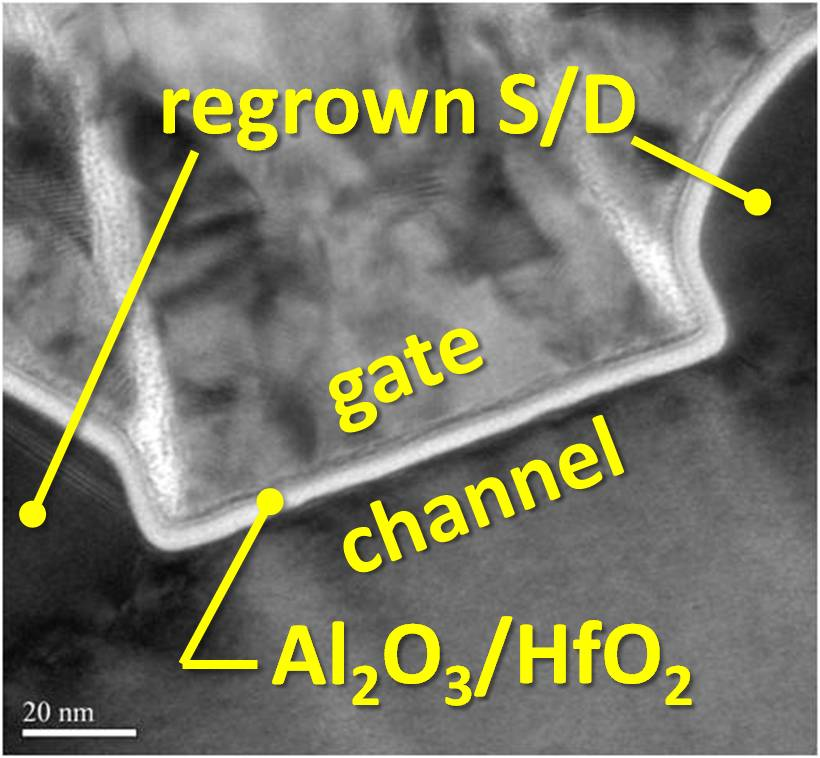 regrown S/D
gate
channel
Al₂O₃/HfO₂
20 nm